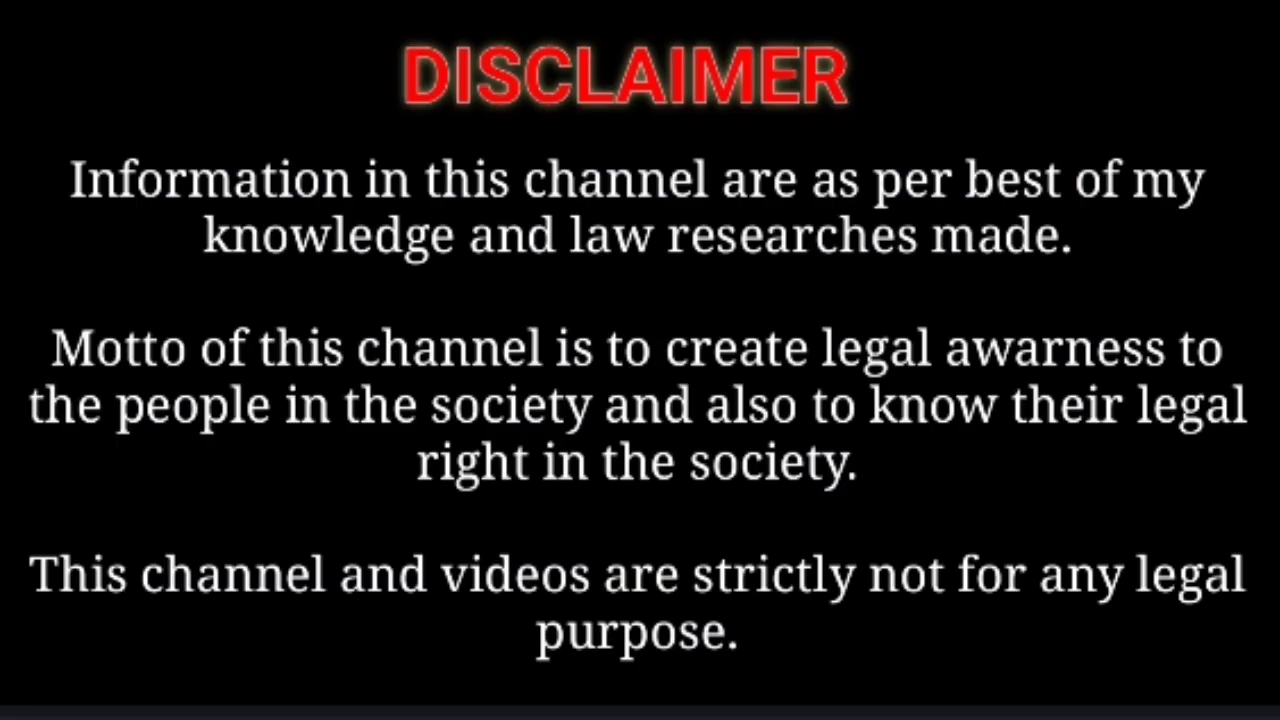 DISCLAIMER
Information in this channel are as per best of my
knowledge and law researches made.
Motto of this channel is to create legal awarness to
the people in the society and also to know their legal
right in the society.
This channel and videos are strictly not for any legal
purpose.